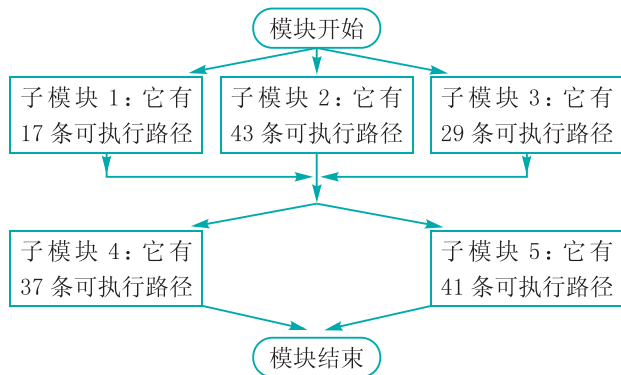 模块开始
子模块 1：它有
17 条可执行路径
子模块 2：它有
43 条可执行路径
子模块 3：它有
29 条可执行路径
子模块 4：它有
37 条可执行路径
子模块 5：它有
41 条可执行路径
模块结束